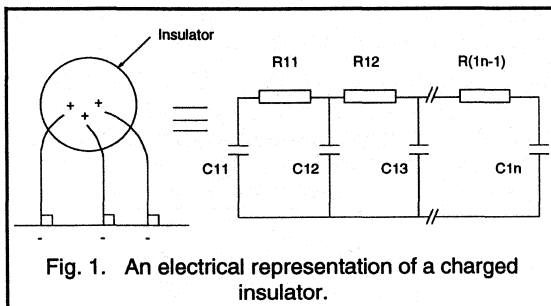 Insulator
R11 R12 R(1n-1)
+ + +
C11 C12 C13 C1n
- - -
Fig. 1. An electrical representation of a charged
insulator.